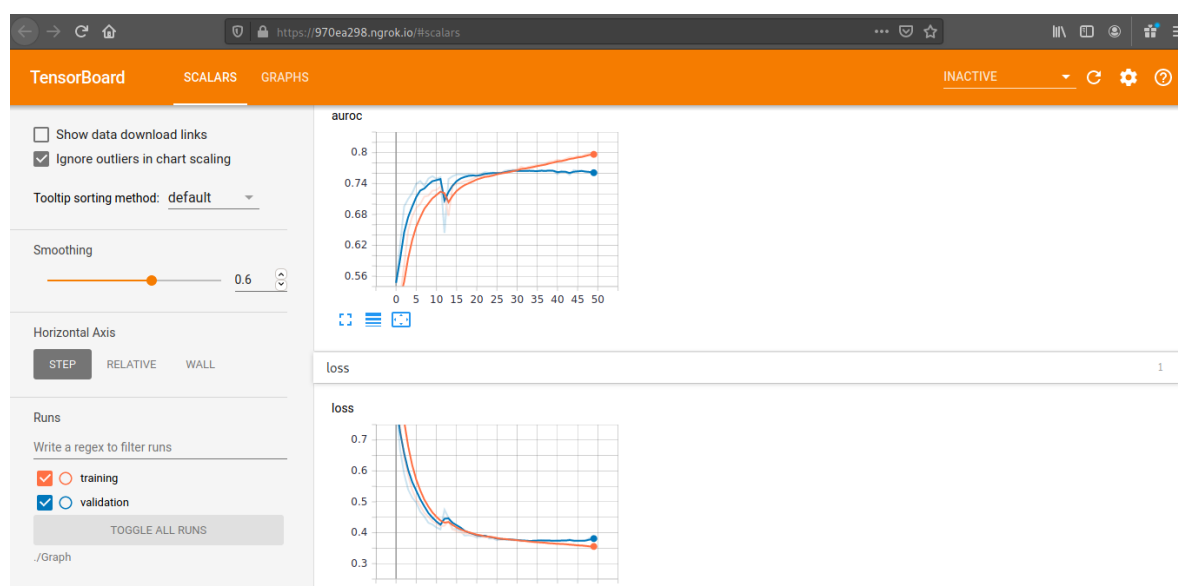 https://970ea298.ngrok.io/#scalars
TensorBoard SCALARS GRAPHS INACTIVE
Show data download links
Ignore outliers in chart scaling
Tooltip sorting method: default
Smoothing
0.6
Horizontal Axis
STEP RELATIVE WALL
Runs
Write a regex to filter runs
training
validation
TOGGLE ALL RUNS
./Graph
auroc
0.8
0.74
0.68
0.62
0.56
0 5 10 15 20 25 30 35 40 45 50
loss 1
loss
0.7
0.6
0.5
0.4
0.3